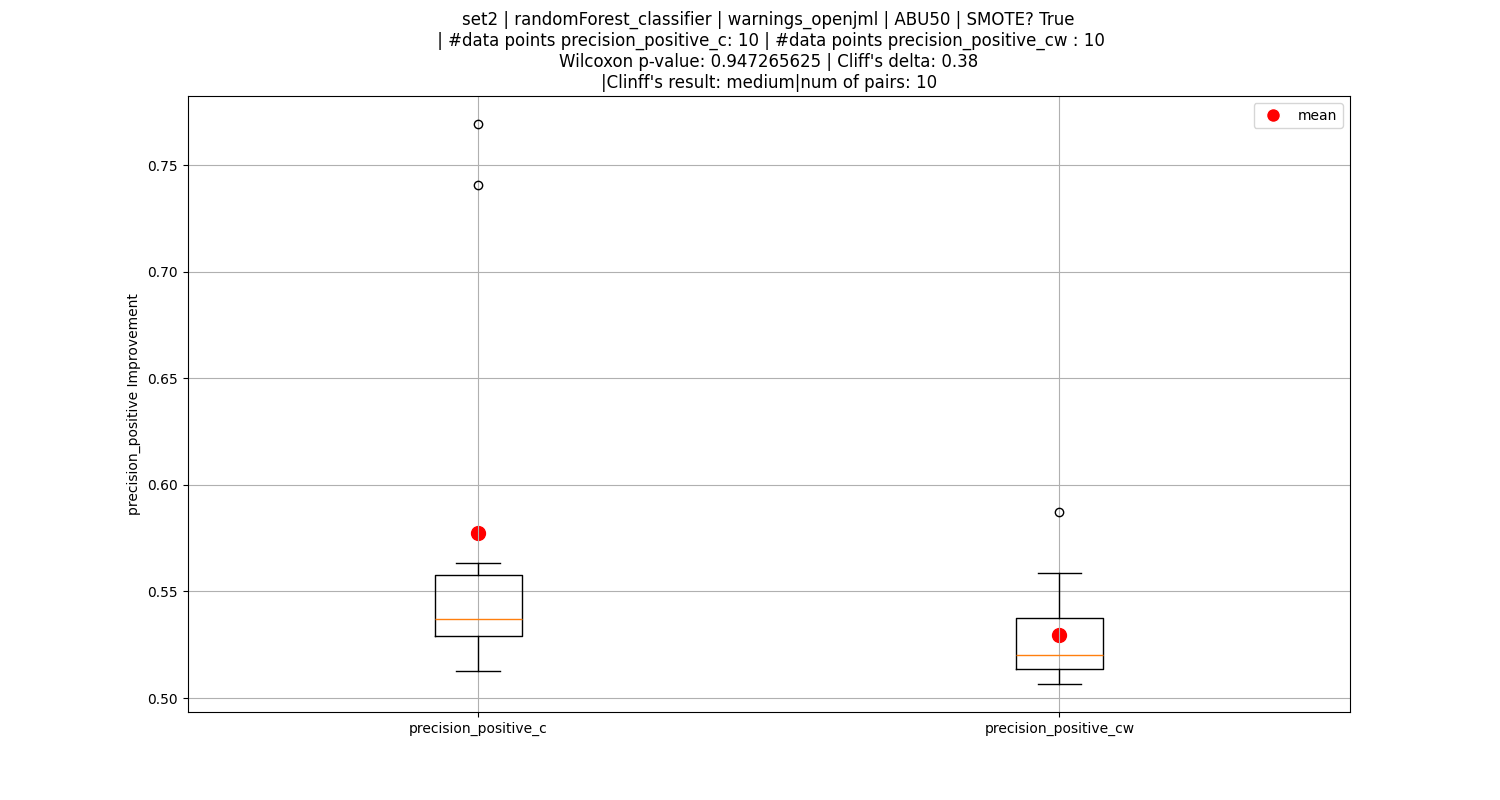 set2 | randomForest_classifier | warnings_openjml | ABU50 | SMOTE? True
| #data points precision_positive_c: 10 | #data points precision_positive_cw : 10
Wilcoxon p-value: 0.947265625 | Cliff's delta: 0.38
|Clinff's result: medium|num of pairs: 10
mean
0.75
0.70
0.65
0.60
0.55
0.50
precision_positive Improvement
precision_positive_c
precision_positive_cw